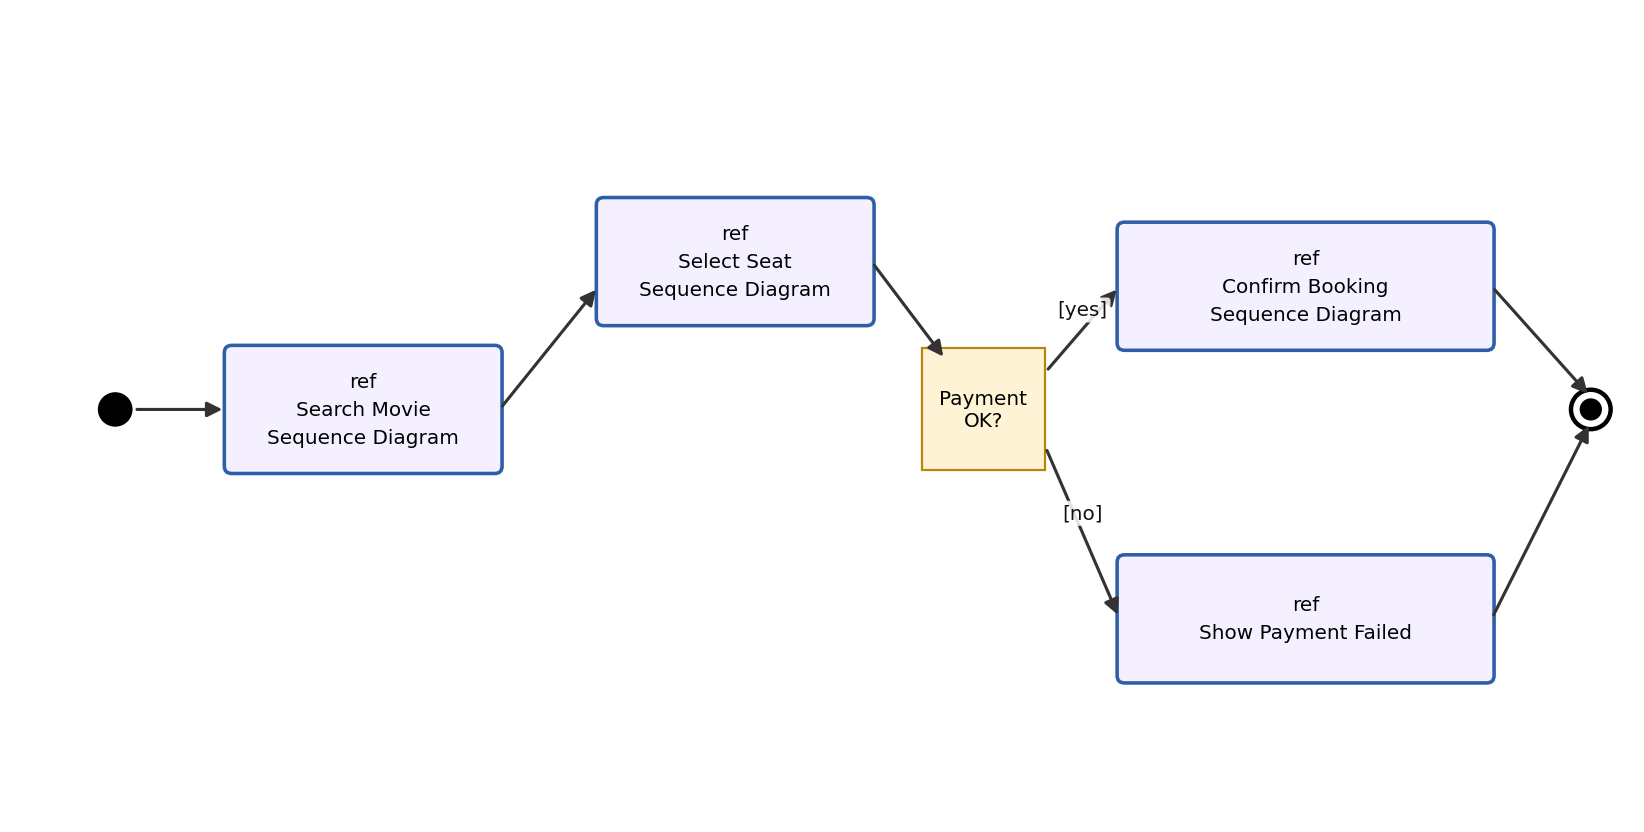 ref
Search Movie
Sequence Diagram
ref
Select Seat
Sequence Diagram
Payment
OK?
[yes]
ref
Confirm Booking
Sequence Diagram
[no]
ref
Show Payment Failed